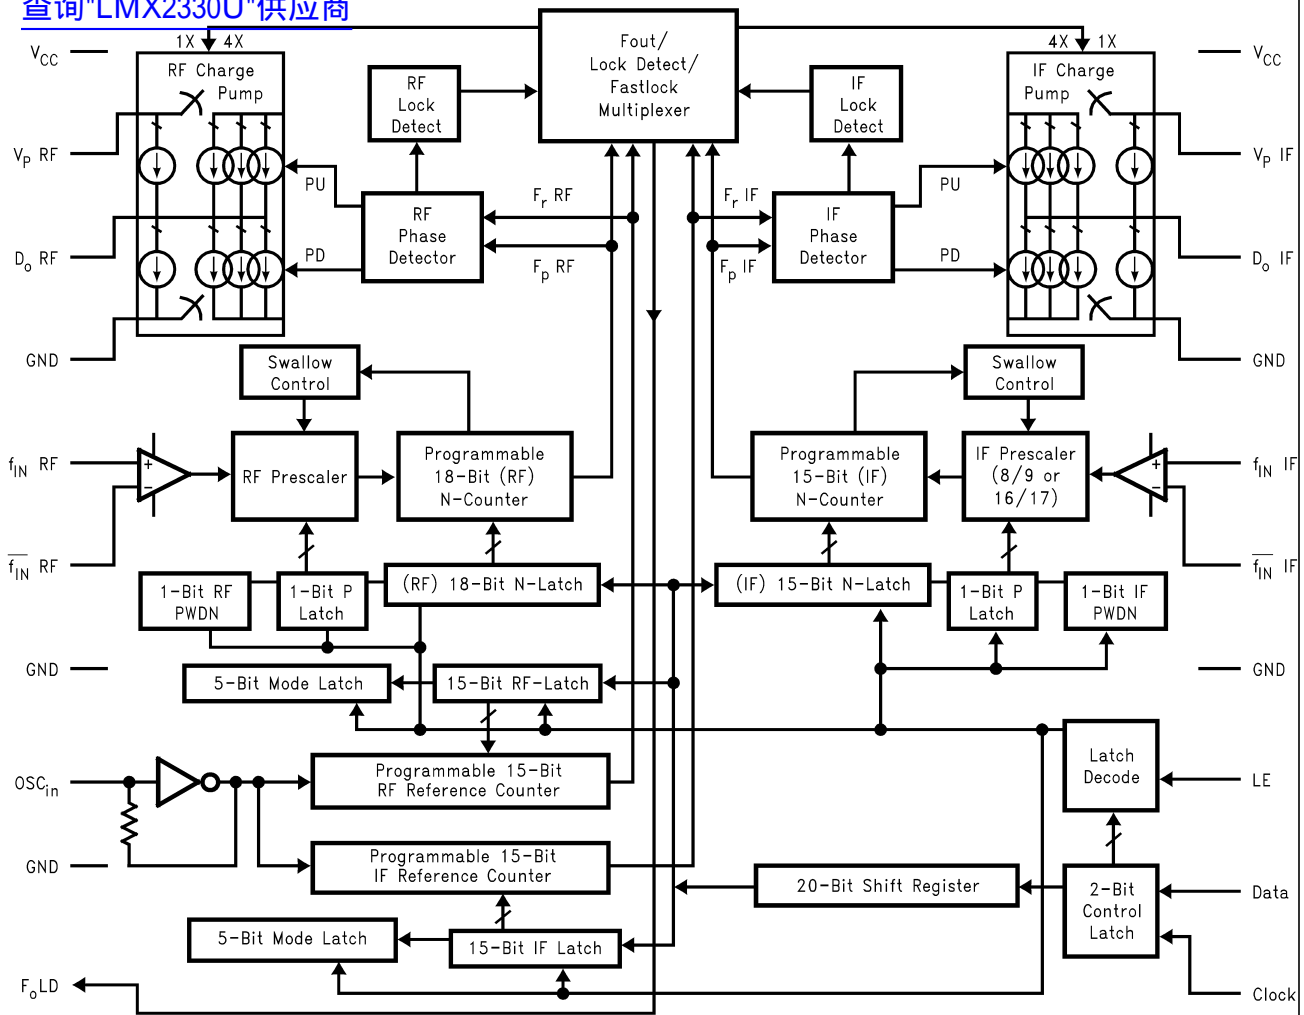 查询"LMX2330U"供应商
1X 4X
4X 1X
VCC
RF Charge
Pump
RF
Lock
Detect
Fout/
Lock Detect/
Fastlock
Multiplexer
IF
Lock
Detect
IF Charge
Pump
VCC
Vp RF
PU
Fr RF
Fr IF
PU
Vp IF
RF
Phase
Detector
IF
Phase
Detector
Do RF
PD
Fp RF
Fp IF
PD
Do IF
GND
Swallow
Control
Swallow
Control
GND
fIN RF
+
−
RF Prescaler
Programmable
18-Bit (RF)
N-Counter
Programmable
15-Bit (IF)
N-Counter
IF Prescaler
(8/9 or
16/17)
+
−
fIN IF
f̅I̅N̅ RF
1-Bit RF
PWDN
1-Bit P
Latch
(RF) 18-Bit N-Latch
(IF) 15-Bit N-Latch
1-Bit P
Latch
1-Bit IF
PWDN
f̅I̅N̅ IF
GND
5-Bit Mode Latch
15-Bit RF-Latch
GND
OSCin
Programmable 15-Bit
RF Reference Counter
Latch
Decode
LE
GND
Programmable 15-Bit
IF Reference Counter
20-Bit Shift Register
2-Bit
Control
Latch
Data
5-Bit Mode Latch
15-Bit IF Latch
FoLD
Clock